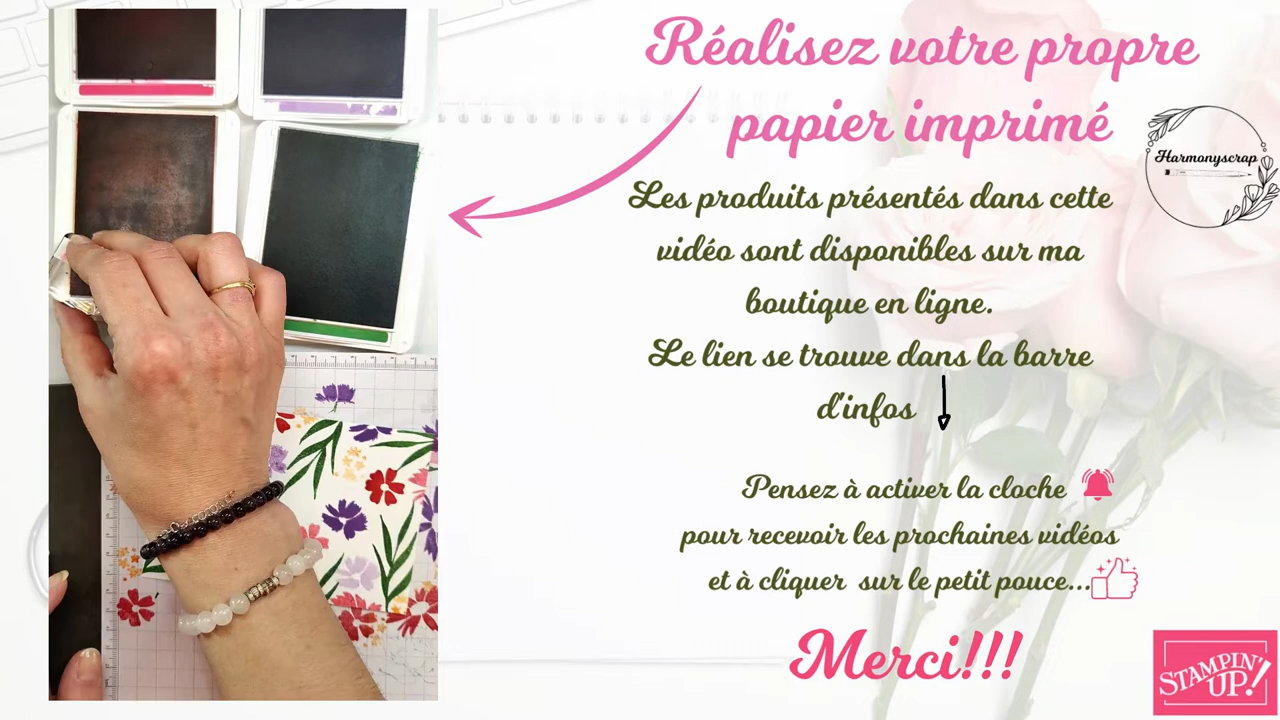 Réalisez votre propre
papier imprimé
Harmonyscrap
Les produits présentés dans cette
vidéo sont disponibles sur ma
boutique en ligne.
Le lien se trouve dans la barre
d'infos
Pensez à activer la cloche
pour recevoir les prochaines vidéos
et à cliquer sur le petit pouce...
Merci!!!
STAMPIN'
UP!